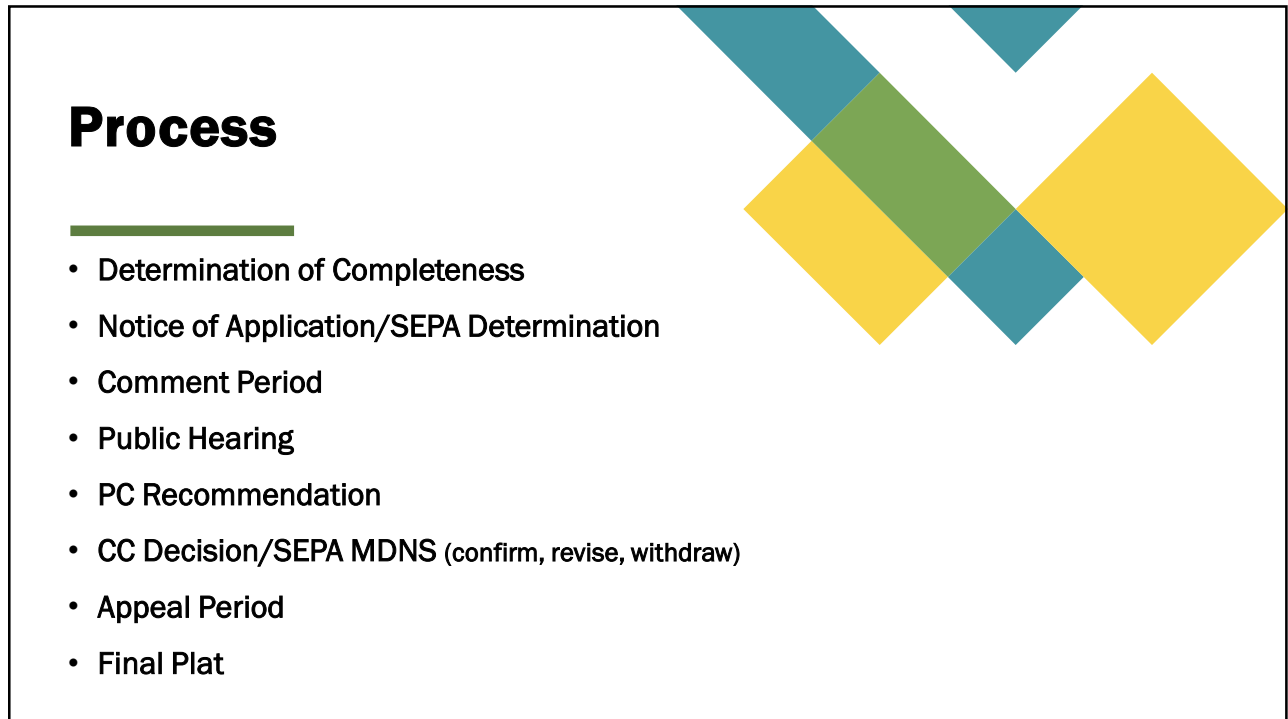 Process
• Determination of Completeness
• Notice of Application/SEPA Determination
• Comment Period
• Public Hearing
• PC Recommendation
• CC Decision/SEPA MDNS (confirm, revise, withdraw)
• Appeal Period
• Final Plat